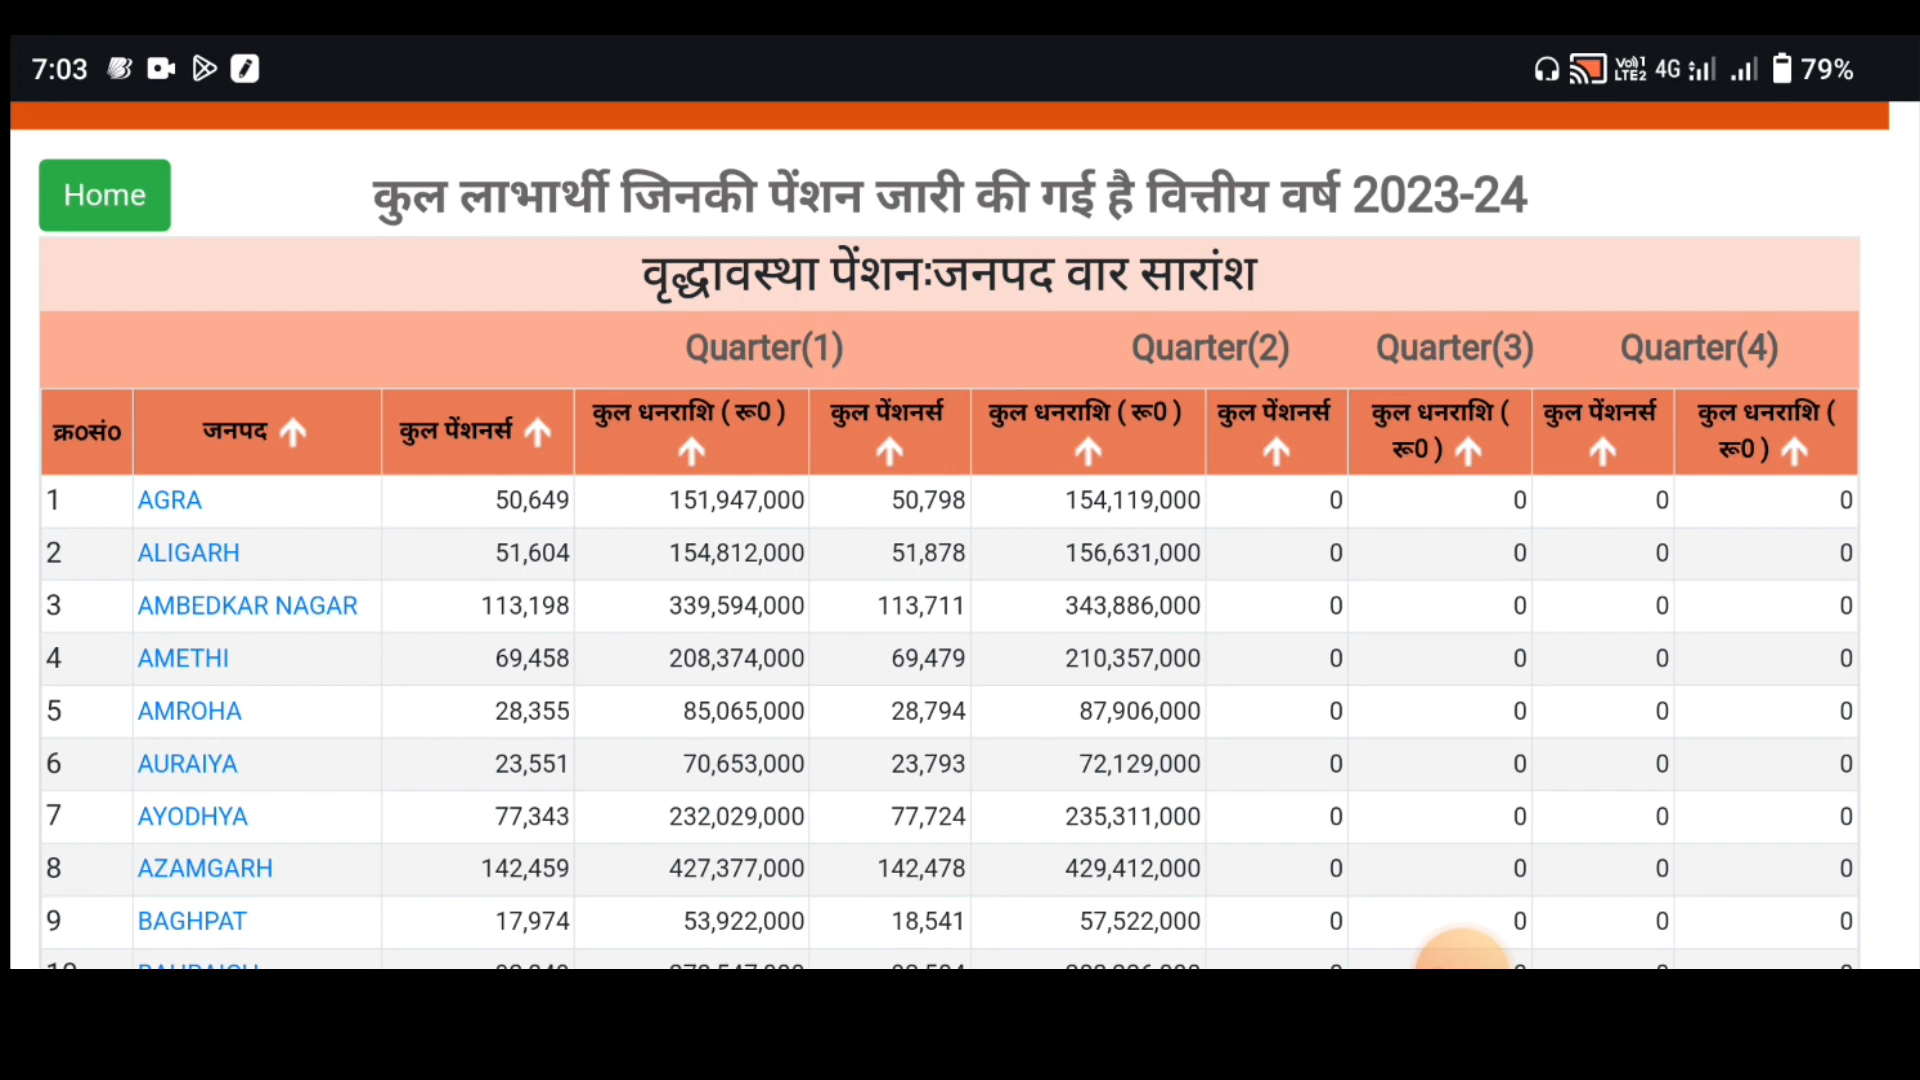 7:03 Vo))1 LTE2 4G 79%
Home
कुल लाभार्थी जिनकी पेंशन जारी की गई है वित्तीय वर्ष 2023-24
वृद्धावस्था पेंशनःजनपद वार सारांश
Quarter(1) Quarter(2) Quarter(3) Quarter(4)
क्र०सं० जनपद कुल पेंशनर्स कुल धनराशि ( रू0 ) कुल पेंशनर्स कुल धनराशि ( रू0 ) कुल पेंशनर्स कुल धनराशि ( रू0 ) कुल पेंशनर्स कुल धनराशि ( रू0 )
1 AGRA 50,649 151,947,000 50,798 154,119,000 0 0 0 0
2 ALIGARH 51,604 154,812,000 51,878 156,631,000 0 0 0 0
3 AMBEDKAR NAGAR 113,198 339,594,000 113,711 343,886,000 0 0 0 0
4 AMETHI 69,458 208,374,000 69,479 210,357,000 0 0 0 0
5 AMROHA 28,355 85,065,000 28,794 87,906,000 0 0 0 0
6 AURAIYA 23,551 70,653,000 23,793 72,129,000 0 0 0 0
7 AYODHYA 77,343 232,029,000 77,724 235,311,000 0 0 0 0
8 AZAMGARH 142,459 427,377,000 142,478 429,412,000 0 0 0 0
9 BAGHPAT 17,974 53,922,000 18,541 57,522,000 0 0 0 0